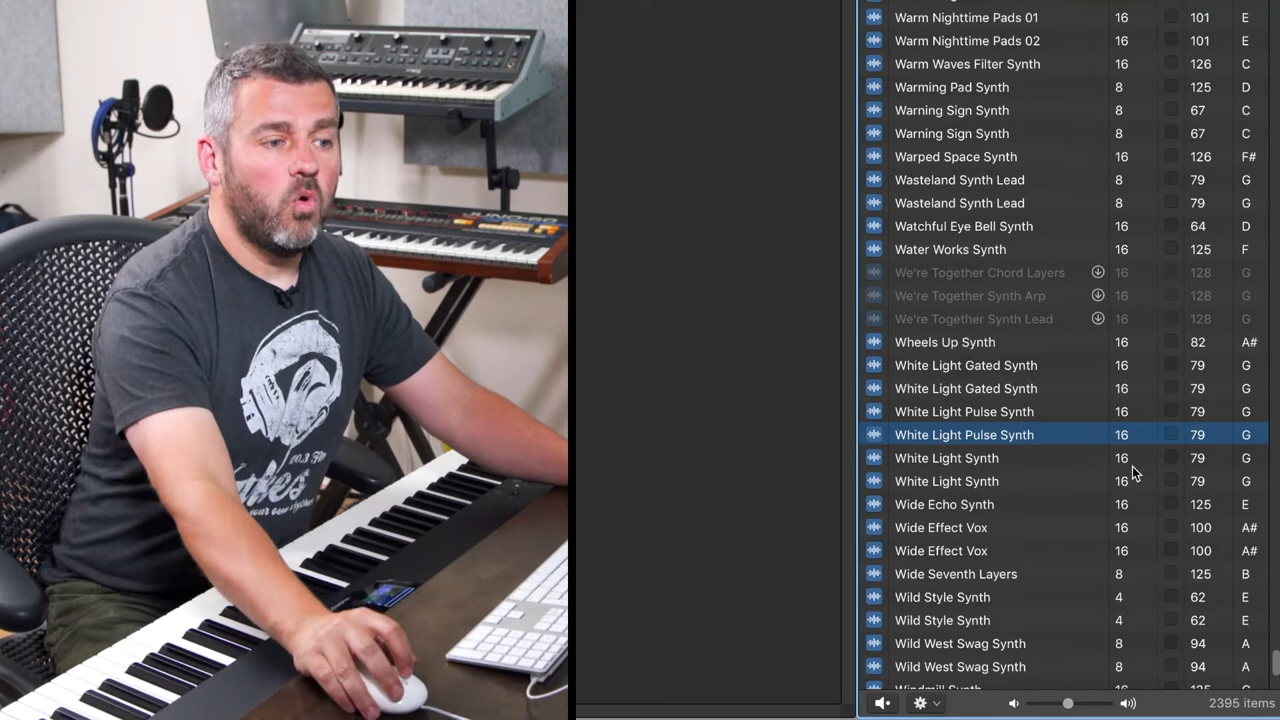 Warm Nighttime Pads 01 16 101 E
Warm Nighttime Pads 02 16 101 E
Warm Waves Filter Synth 16 126 C
Warming Pad Synth 8 125 D
Warning Sign Synth 8 67 C
Warning Sign Synth 8 67 C
Warped Space Synth 16 126 F#
Wasteland Synth Lead 8 79 G
Wasteland Synth Lead 8 79 G
Watchful Eye Bell Synth 16 64 D
Water Works Synth 16 125 F
We're Together Chord Layers 16 128 G
We're Together Synth Arp 16 128 G
We're Together Synth Lead 16 128 G
Wheels Up Synth 16 82 A#
White Light Gated Synth 16 79 G
White Light Gated Synth 16 79 G
White Light Pulse Synth 16 79 G
White Light Pulse Synth 16 79 G
White Light Synth 16 79 G
White Light Synth 16 79 G
Wide Echo Synth 16 125 E
Wide Effect Vox 16 100 A#
Wide Effect Vox 16 100 A#
Wide Seventh Layers 8 125 B
Wild Style Synth 4 62 E
Wild Style Synth 4 62 E
Wild West Swag Synth 8 94 A
Wild West Swag Synth 8 94 A
Windmill Synth 16 125 G
2395 items
JUNO-60
moog